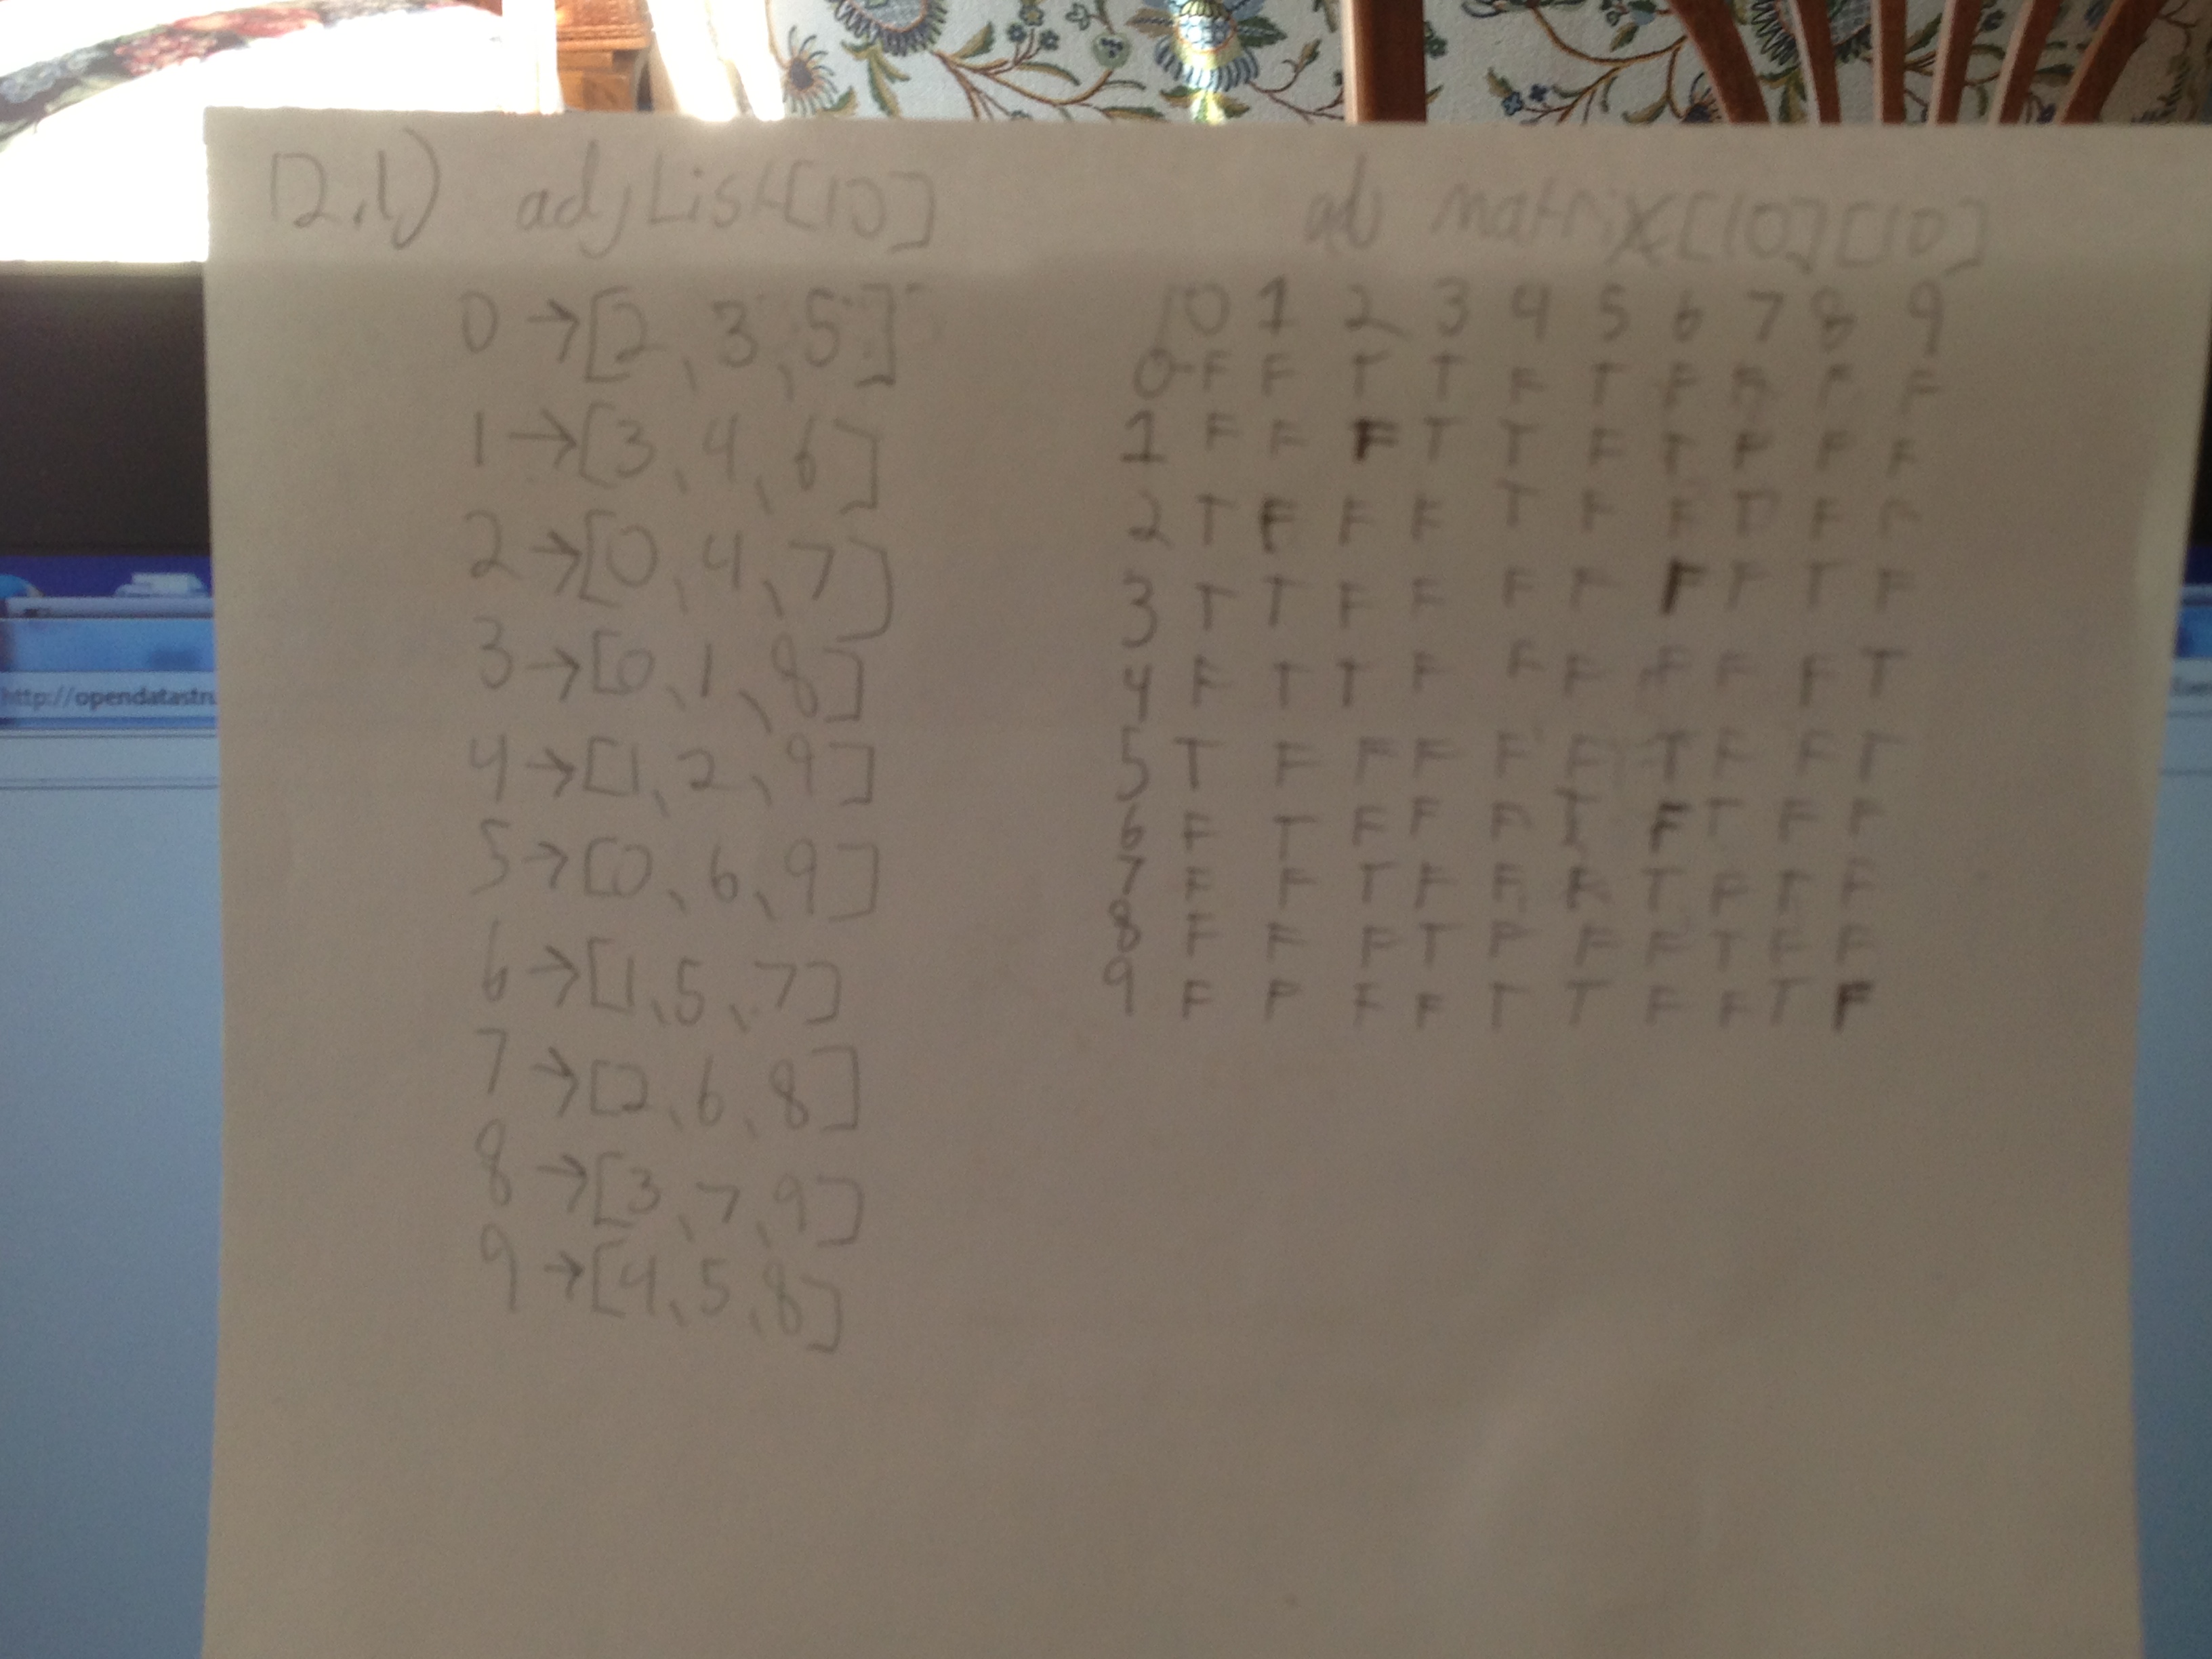 12.1) adjList[10]
0→[2, 3, 5]
1→[3, 4, 6]
2→[0, 4, 7]
3→[0, 1, 8]
4→[1, 2, 9]
5→[0, 6, 9]
6→[1, 5, 7]
7→[2, 6, 8]
8→[3, 7, 9]
9→[4, 5, 8]
matrix[10][10]
0 1 2 3 4 5 6 7 8 9
0 F F T T F T F F F F
1 F F F T T F T F F F
2 T F F F T F F T F F
3 T T F F F F F F T F
4 F T T F F F F F F T
5 T F F F F F T F F T
6 F T F F F T F T F F
7 F F T F F F T F T F
8 F F F T F F F T F F
9 F F F F T T F F T F
http://opendatastru